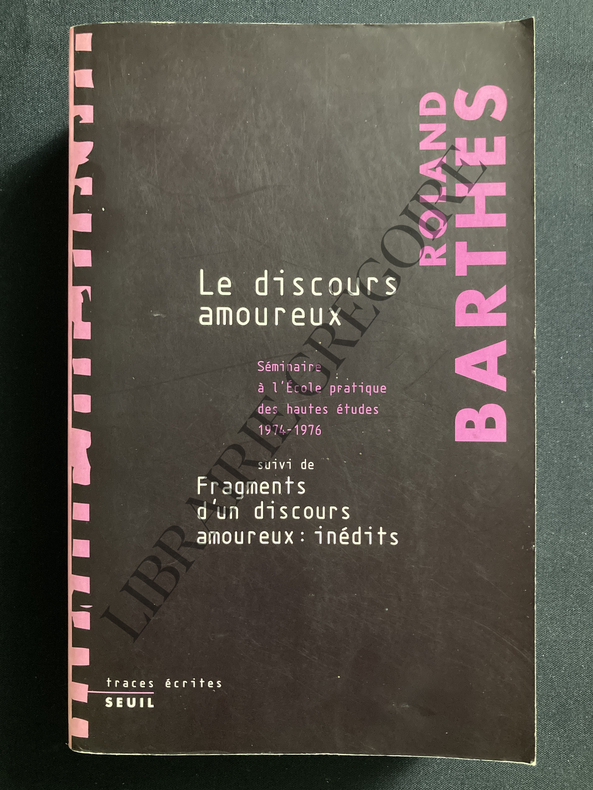 ROLAND
BARTHES
Le discours
amoureux
Séminaire
à l'École pratique
des hautes études
1974-1976
suivi de
Fragments
d'un discours
amoureux : inédits
traces écrites
SEUIL
LIBRAIRIE GRÉGOIRE